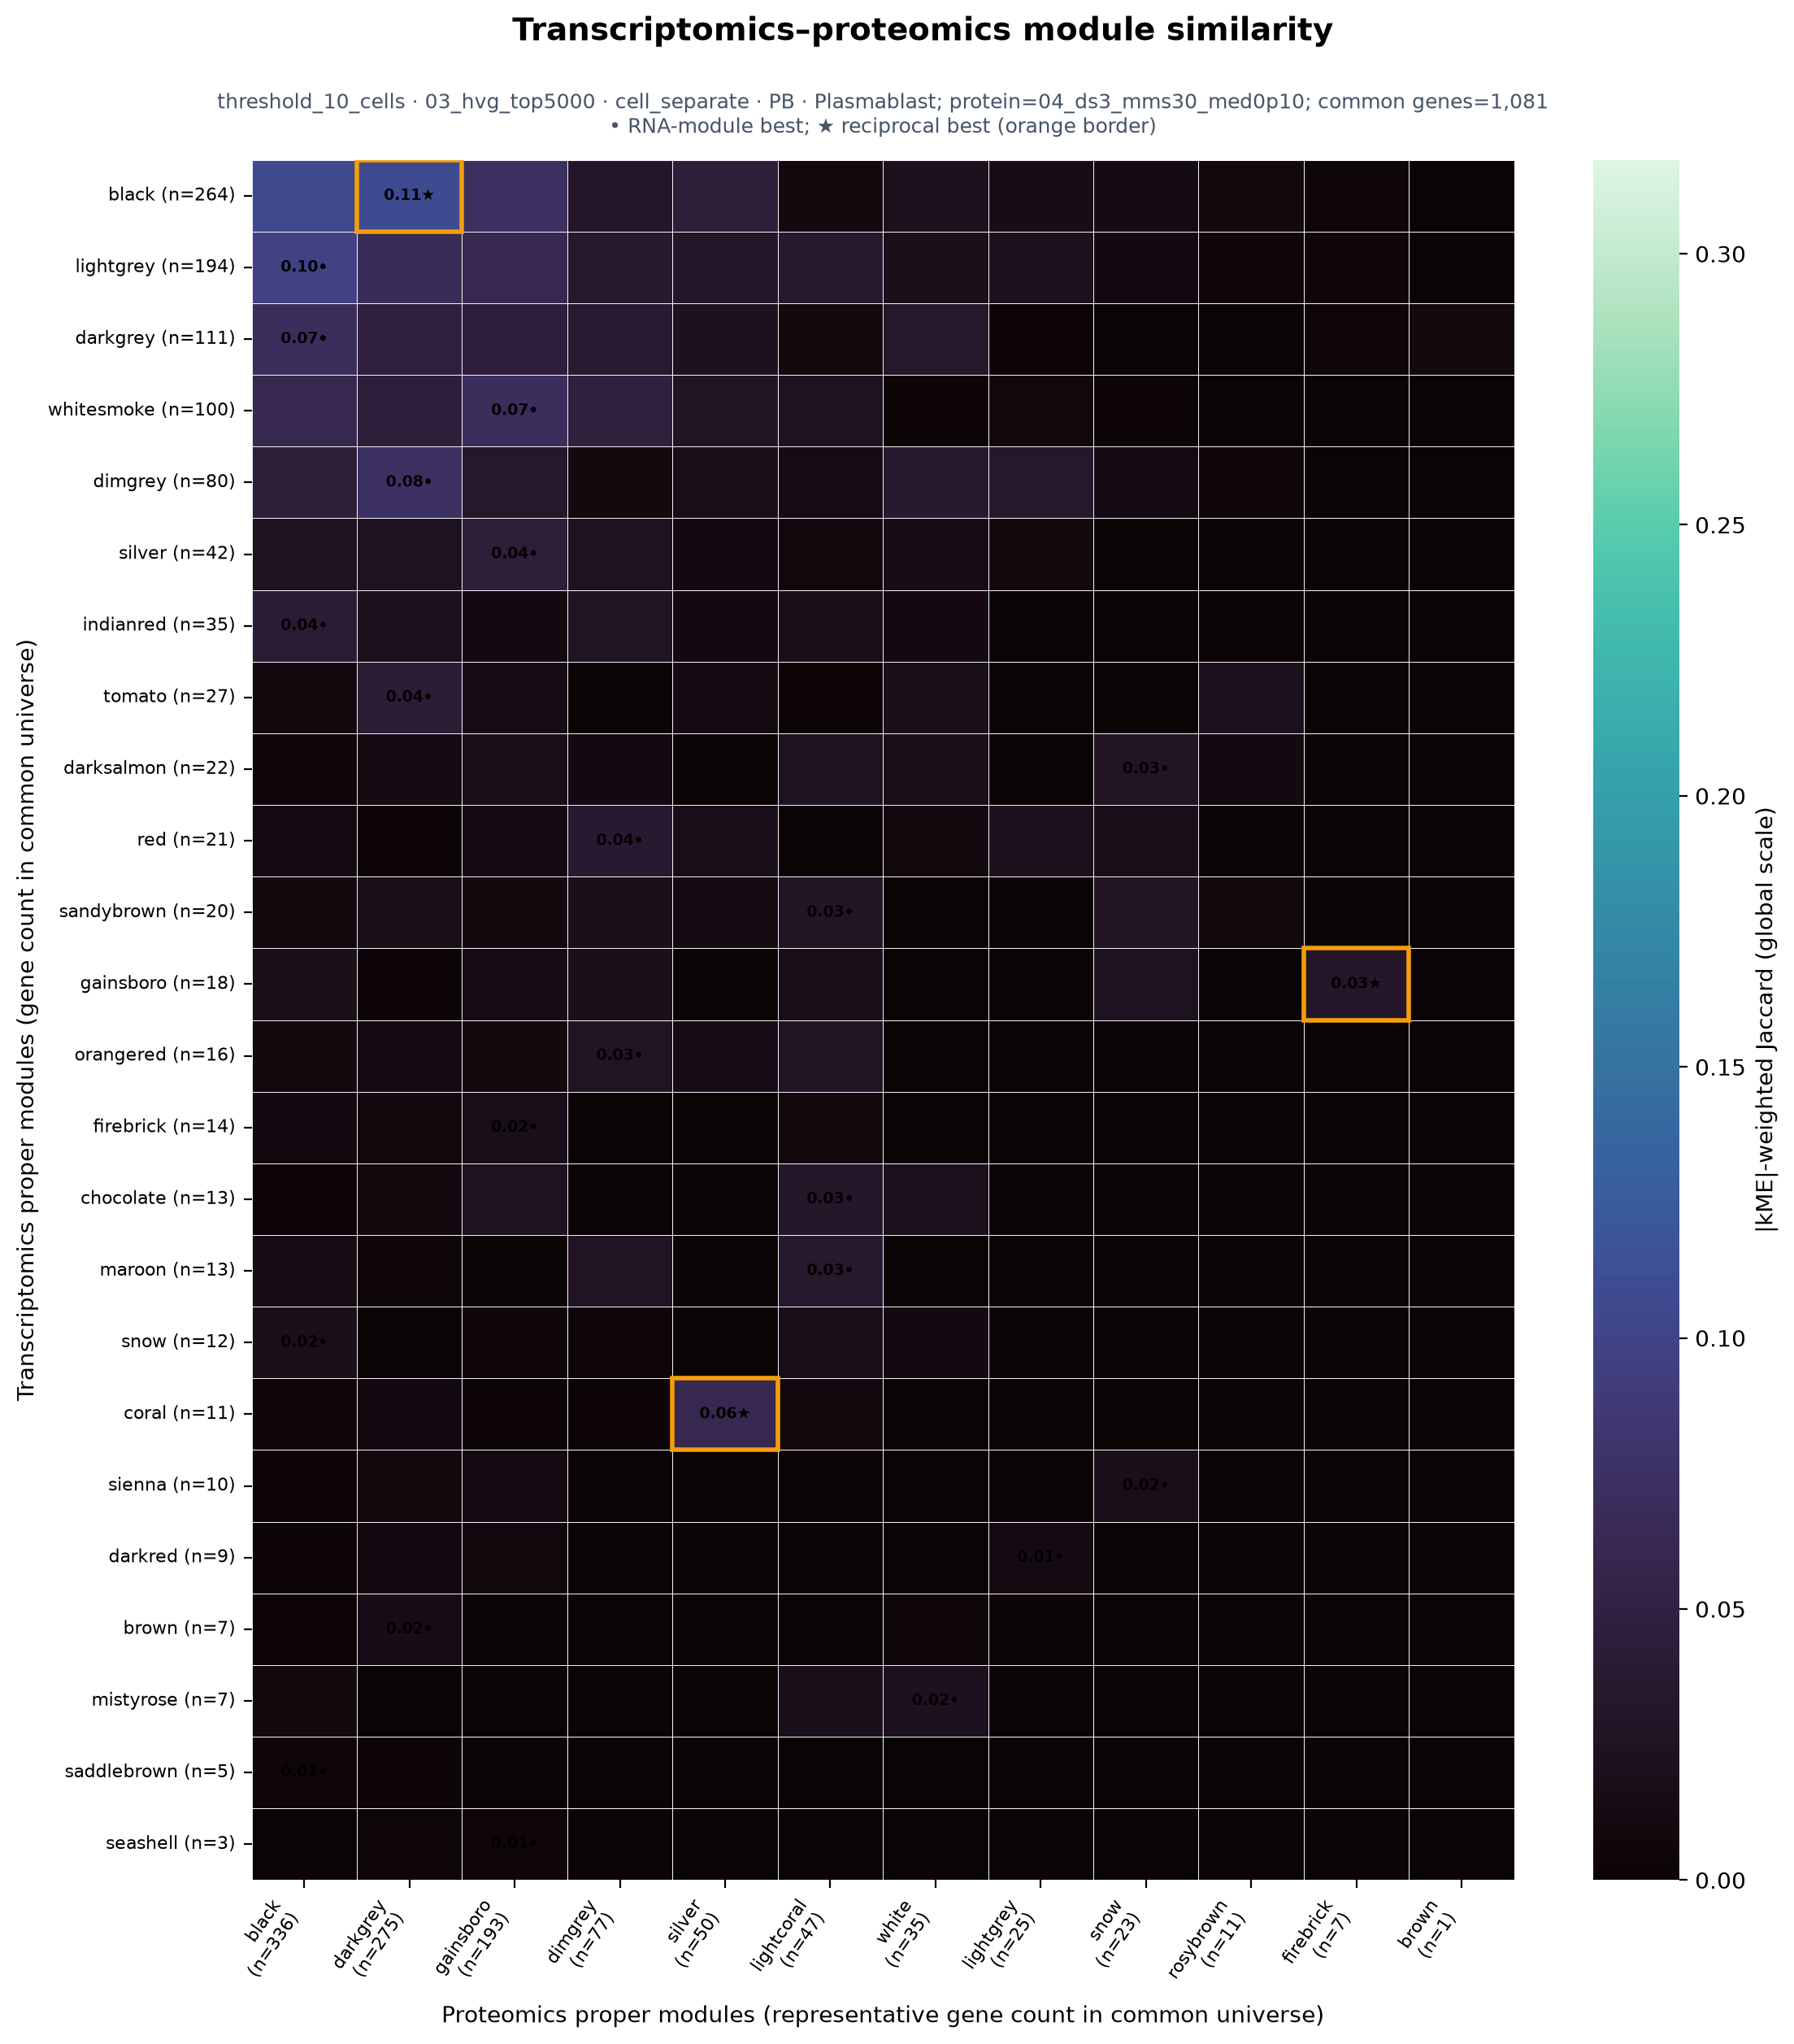 Transcriptomics–proteomics module similarity
threshold_10_cells · 03_hvg_top5000 · cell_separate · PB · Plasmablast; protein=04_ds3_mms30_med0p10; common genes=1,081
• RNA-module best; ★ reciprocal best (orange border)
Transcriptomics proper modules (gene count in common universe)
black (n=264)
0.11★
lightgrey (n=194)
0.10•
darkgrey (n=111)
0.07•
whitesmoke (n=100)
0.07•
dimgrey (n=80)
0.08•
silver (n=42)
0.04•
indianred (n=35)
0.04•
tomato (n=27)
0.04•
darksalmon (n=22)
0.03•
red (n=21)
0.04•
sandybrown (n=20)
0.03•
gainsboro (n=18)
0.03★
orangered (n=16)
0.03•
firebrick (n=14)
0.02•
chocolate (n=13)
0.03•
maroon (n=13)
0.03•
snow (n=12)
0.02•
coral (n=11)
0.06★
sienna (n=10)
0.02•
darkred (n=9)
0.01•
brown (n=7)
0.02•
mistyrose (n=7)
0.02•
saddlebrown (n=5)
0.01•
seashell (n=3)
0.01•
black
(n=336)
darkgrey
(n=275)
gainsboro
(n=193)
dimgrey
(n=77)
silver
(n=50)
lightcoral
(n=47)
white
(n=35)
lightgrey
(n=25)
snow
(n=23)
rosybrown
(n=11)
firebrick
(n=7)
brown
(n=1)
Proteomics proper modules (representative gene count in common universe)
0.30
0.25
0.20
0.15
0.10
0.05
0.00
|kME|-weighted Jaccard (global scale)